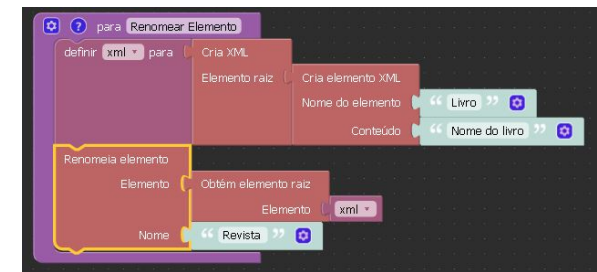 ? para Renomear Elemento
definir xml para Cria XML
Elemento raiz Cria elemento XML
Nome do elemento “ Livro ”
Conteúdo “ Nome do livro ”
Renomeia elemento
Elemento Obtém elemento raiz
Elemento xml
Nome “ Revista ”